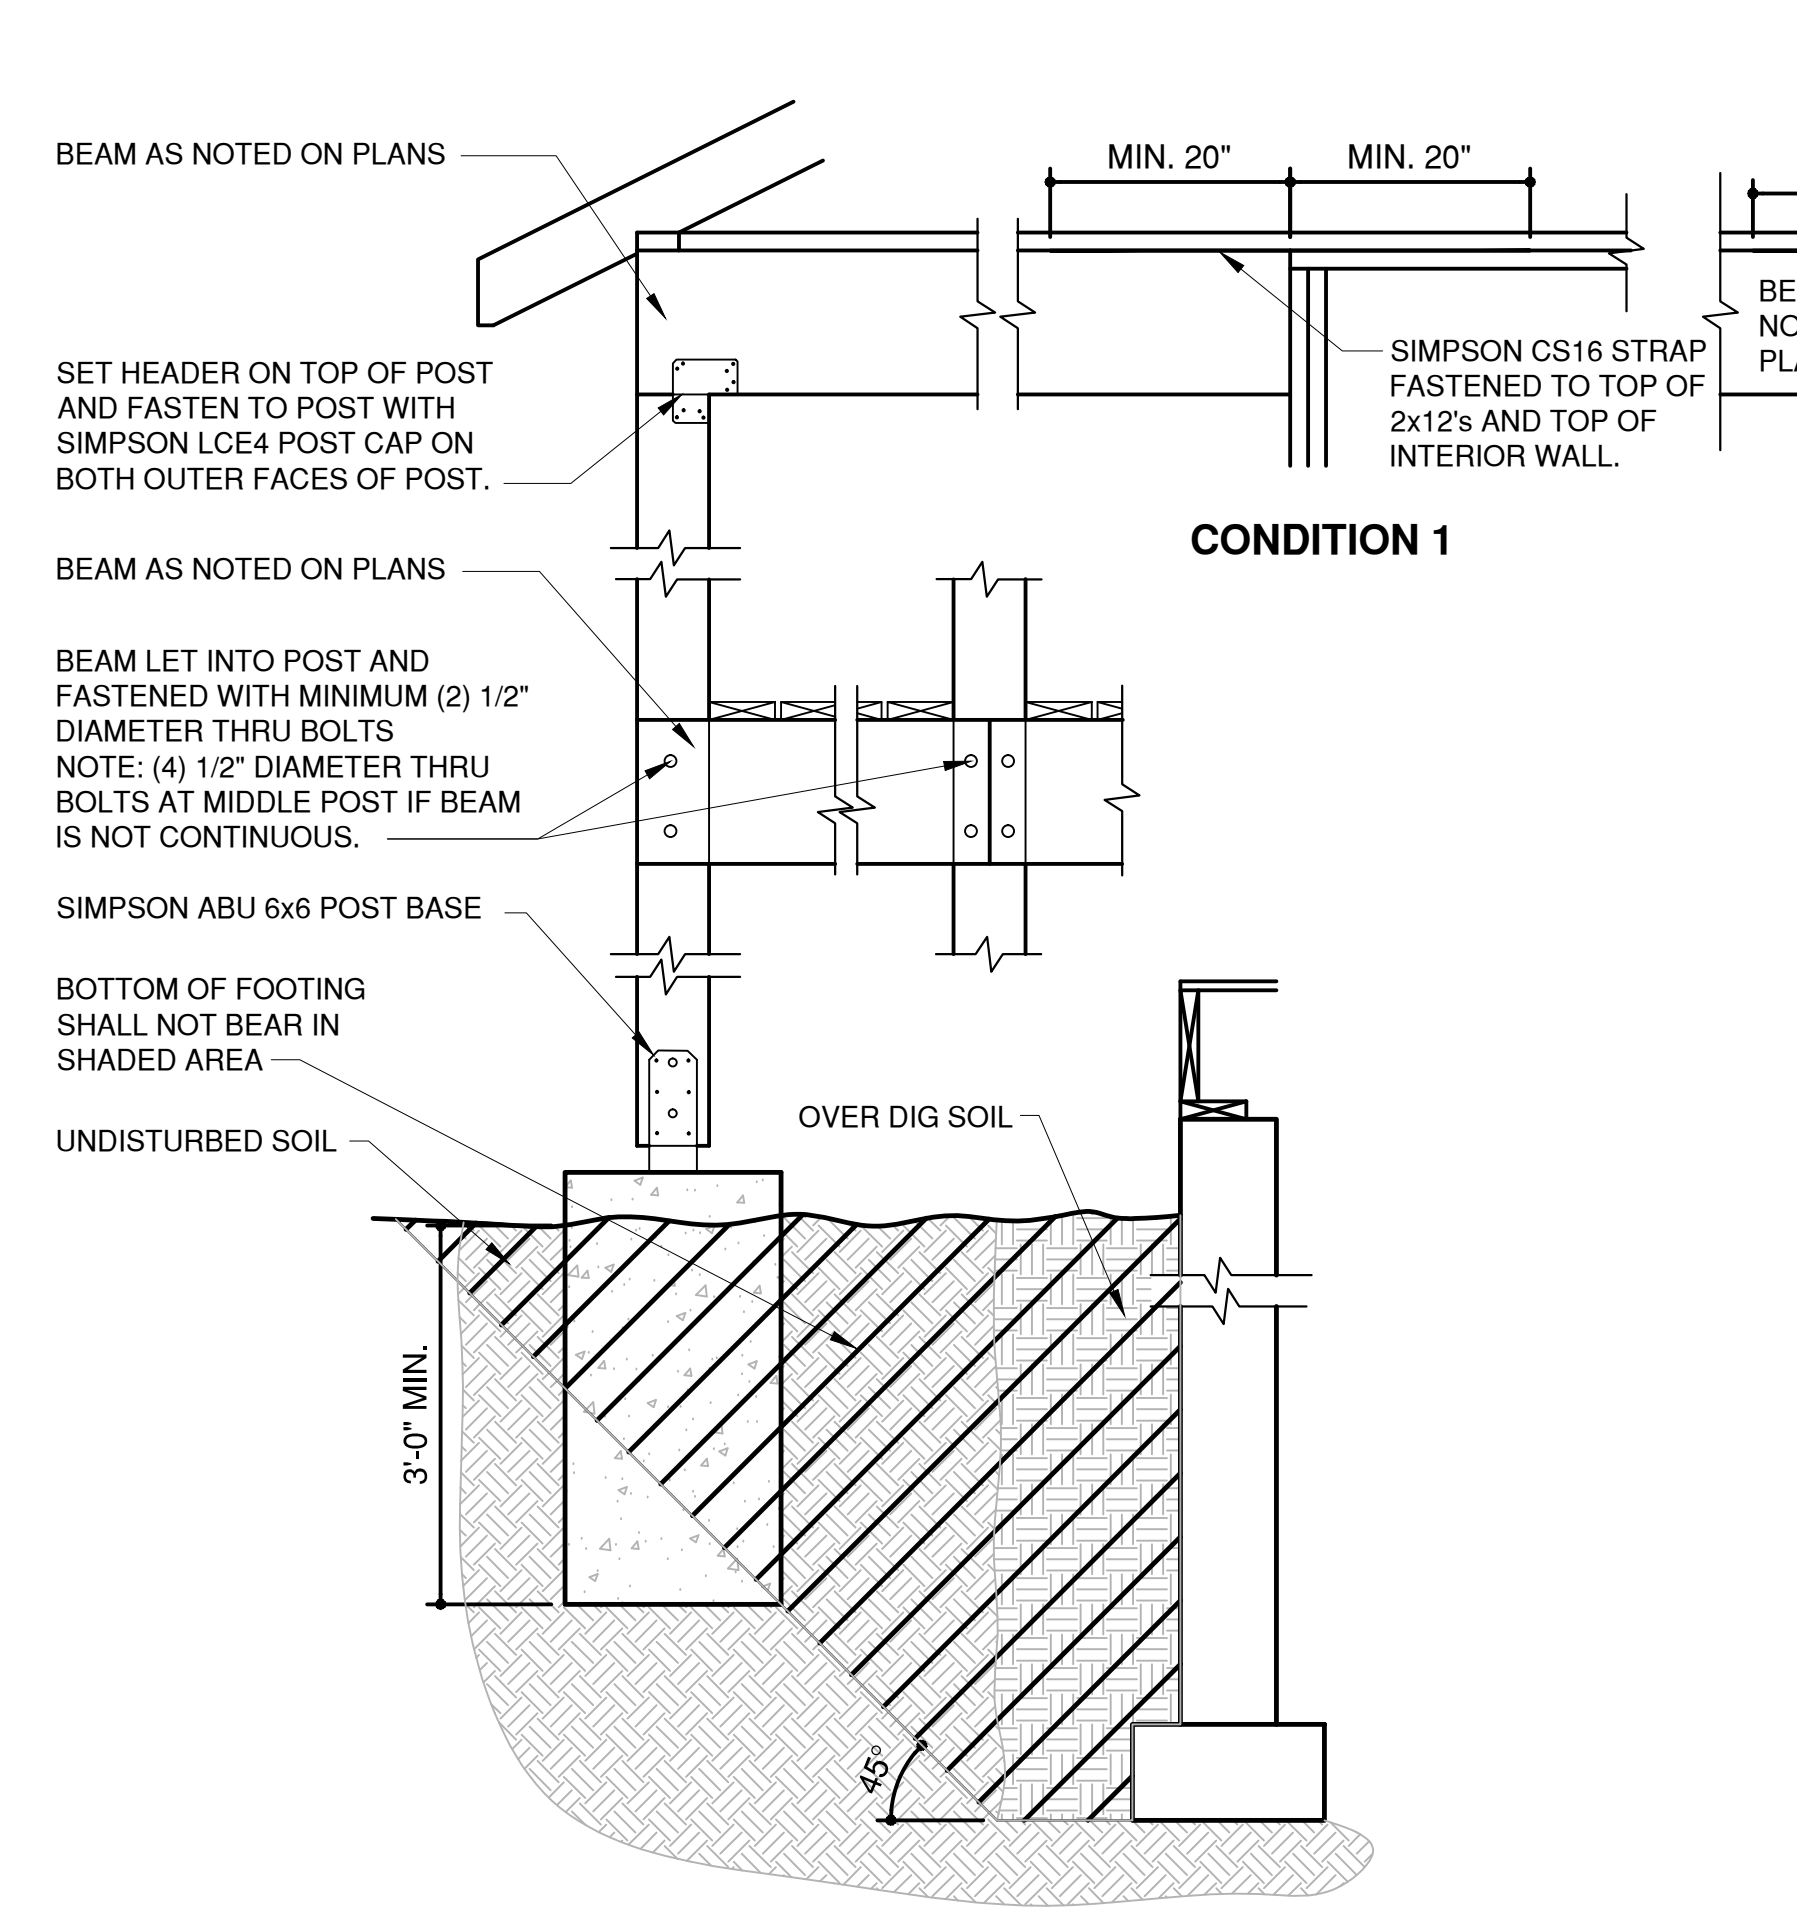 BEAM AS NOTED ON PLANS
MIN. 20"
MIN. 20"
SET HEADER ON TOP OF POST
AND FASTEN TO POST WITH
SIMPSON LCE4 POST CAP ON
BOTH OUTER FACES OF POST.
SIMPSON CS16 STRAP
FASTENED TO TOP OF
2x12's AND TOP OF
INTERIOR WALL.
BE
NO
PLA
CONDITION 1
BEAM AS NOTED ON PLANS
BEAM LET INTO POST AND
FASTENED WITH MINIMUM (2) 1/2"
DIAMETER THRU BOLTS
NOTE: (4) 1/2" DIAMETER THRU
BOLTS AT MIDDLE POST IF BEAM
IS NOT CONTINUOUS.
SIMPSON ABU 6x6 POST BASE
BOTTOM OF FOOTING
SHALL NOT BEAR IN
SHADED AREA
UNDISTURBED SOIL
OVER DIG SOIL
3'-0" MIN.
45°